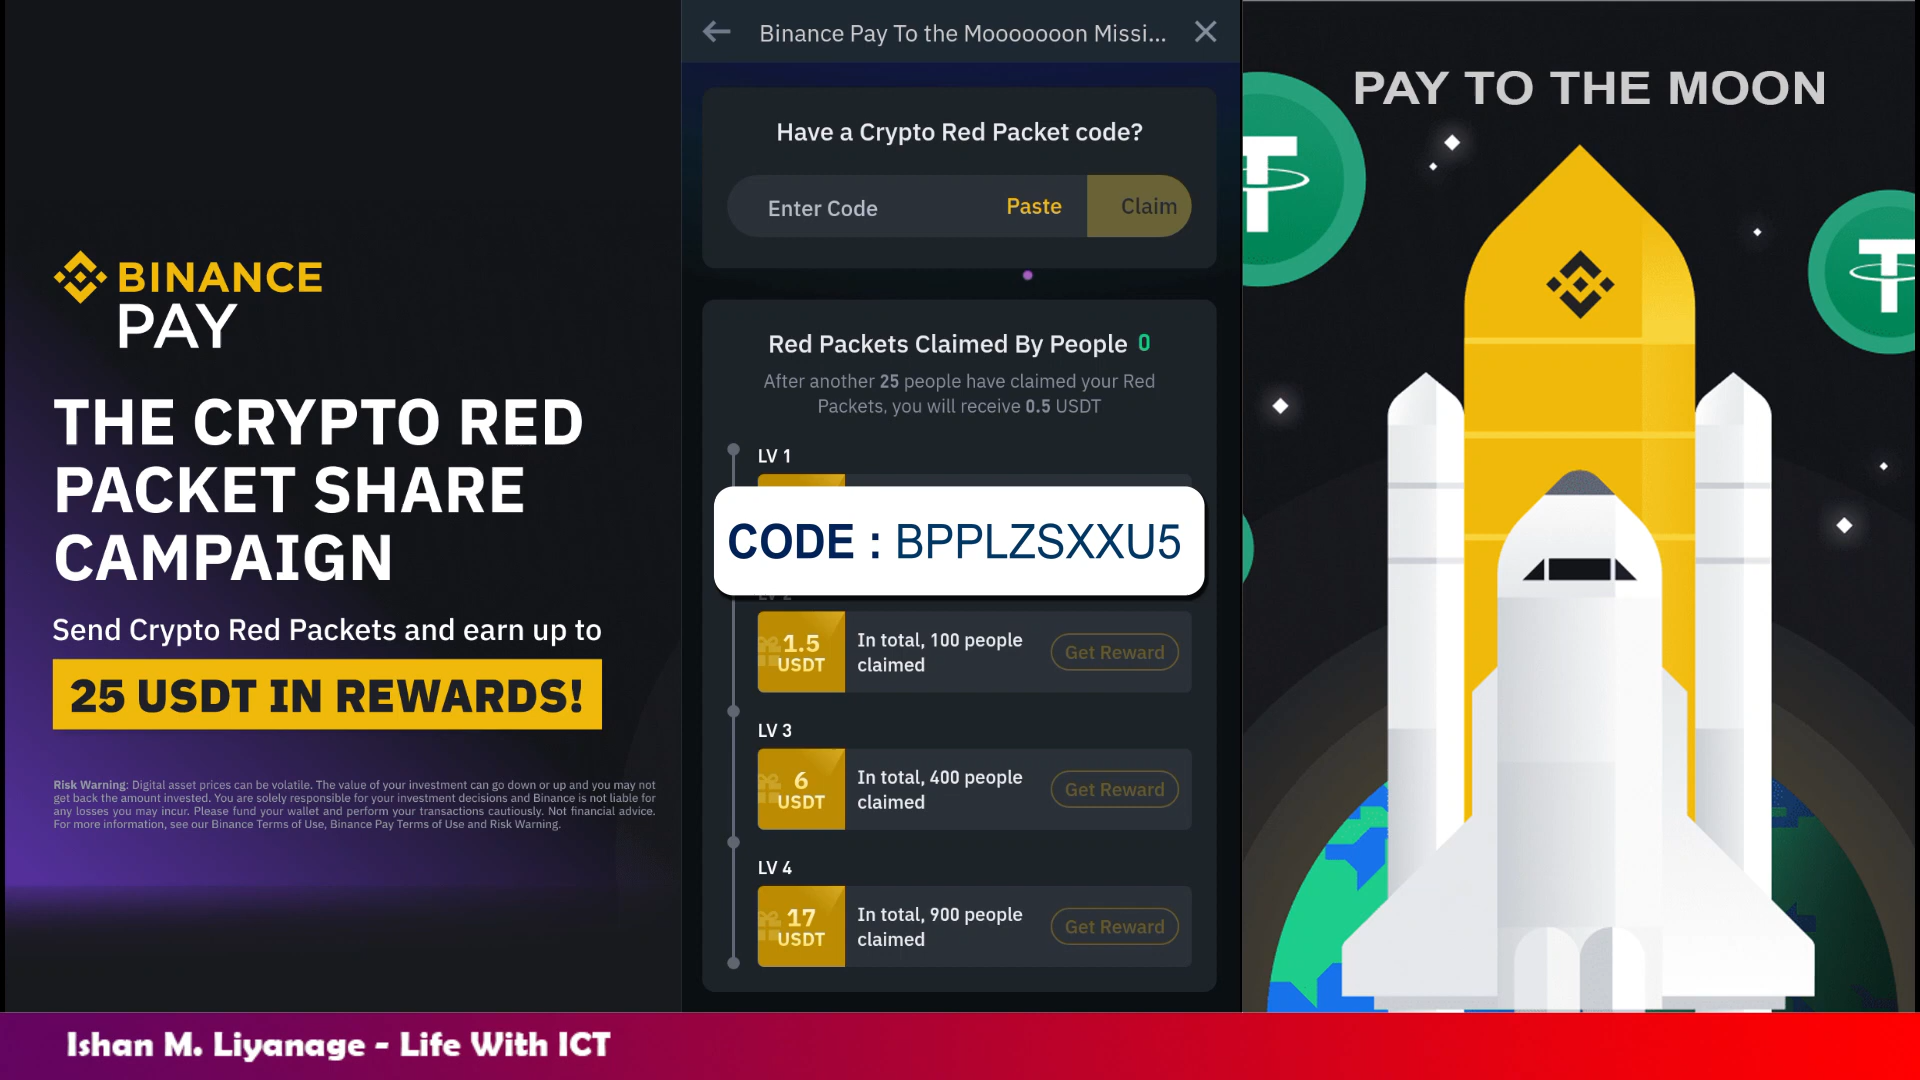 BINANCE
PAY
THE CRYPTO RED
PACKET SHARE
CAMPAIGN
Send Crypto Red Packets and earn up to
25 USDT IN REWARDS!
Risk Warning: Digital asset prices can be volatile. The value of your investment can go down or up and you may not
get back the amount invested. You are solely responsible for your investment decisions and Binance is not liable for
any losses you may incur. Please fund your wallet and perform your transactions cautiously. Not financial advice.
For more information, see our Binance Terms of Use, Binance Pay Terms of Use and Risk Warning.
Binance Pay To the Mooooooon Missi...
Have a Crypto Red Packet code?
Enter Code Paste Claim
Red Packets Claimed By People 0
After another 25 people have claimed your Red
Packets, you will receive 0.5 USDT
LV 1
CODE : BPPLZSXXU5
1.5
USDT
In total, 100 people
claimed
Get Reward
LV 3
6
USDT
In total, 400 people
claimed
Get Reward
LV 4
17
USDT
In total, 900 people
claimed
Get Reward
PAY TO THE MOON
Ishan M. Liyanage - Life With ICT